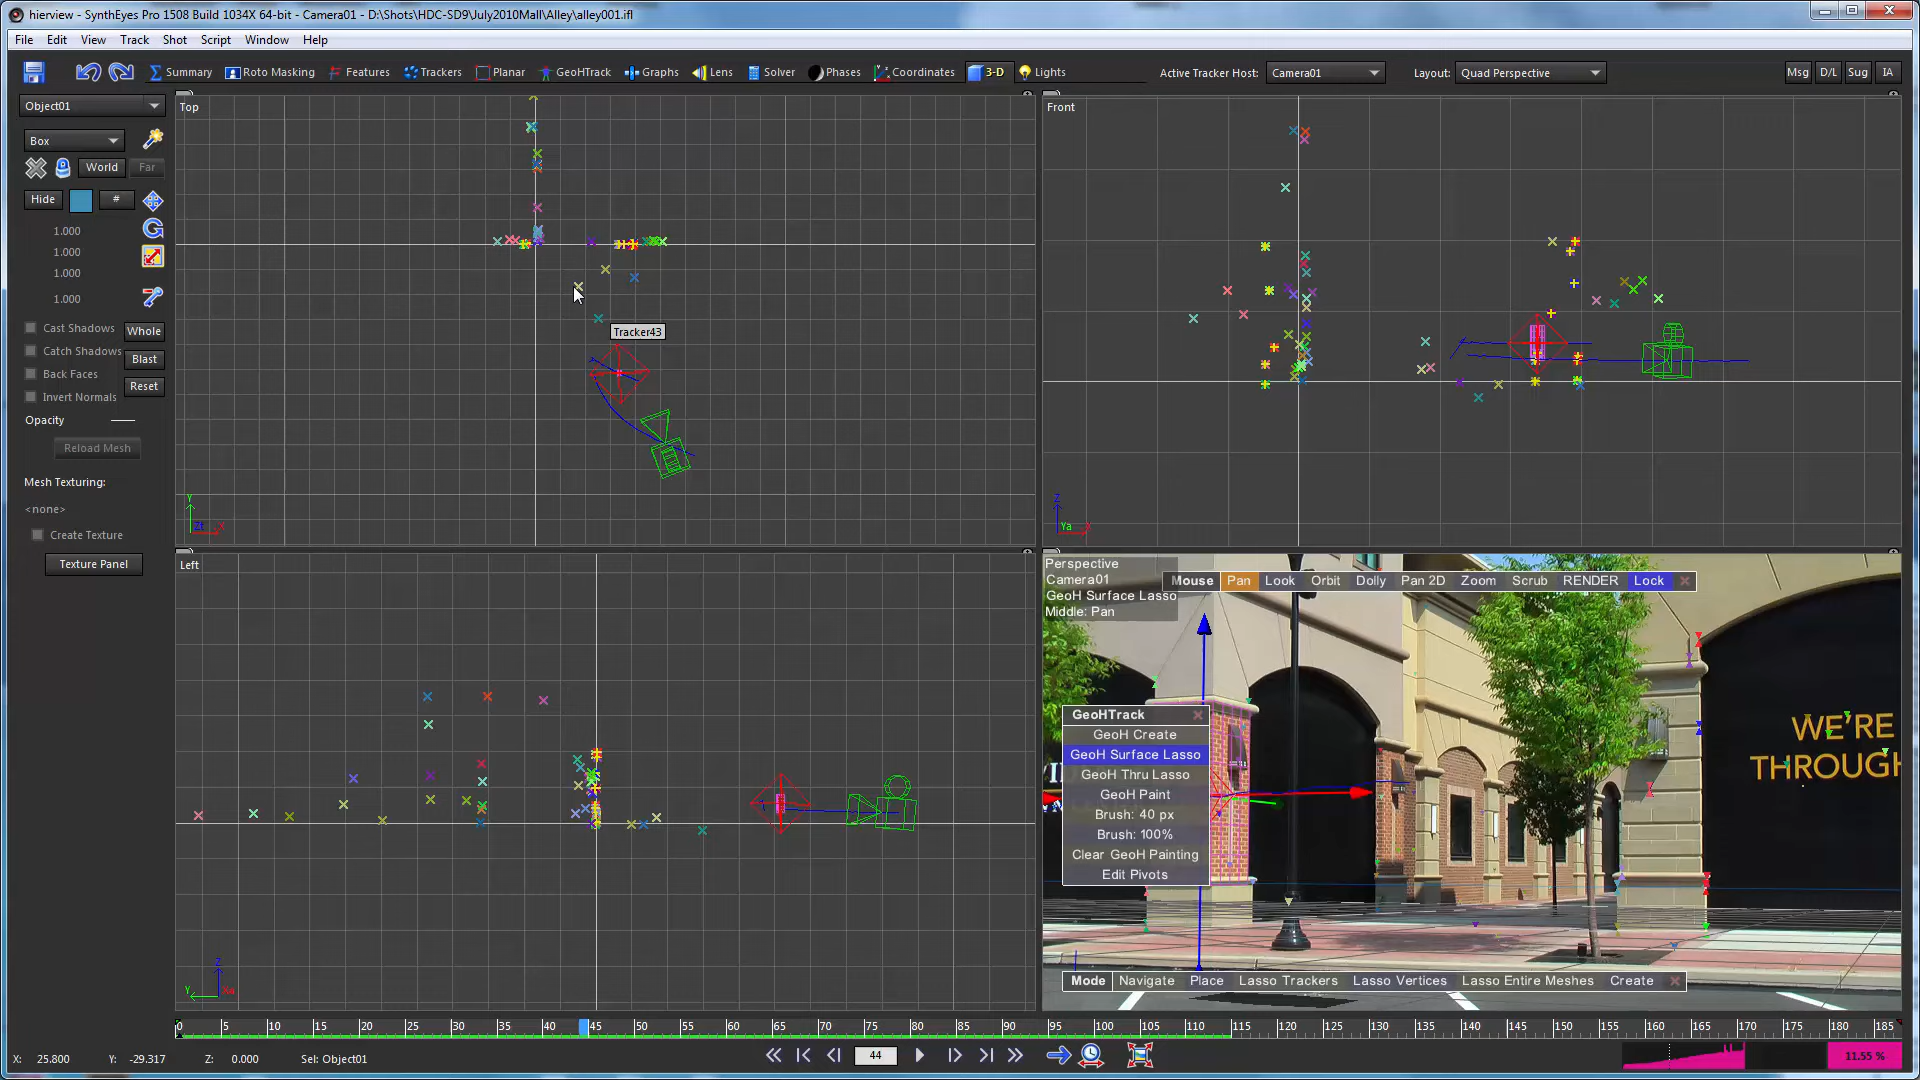 hierview - SynthEyes Pro 1508 Build 1034X 64-bit - Camera01 - D:\Shots\HDC-SD9\July2010Mall\Alley\alley001.ifl
File Edit View Track Shot Script Window Help
Summary Roto Masking Features Trackers Planar GeoHTrack Graphs Lens Solver Phases Coordinates 3-D Lights Active Tracker Host: Camera01 Layout: Quad Perspective Msg D/L Sug IA
Object01
Box
World Far
Hide #
1.000
1.000
1.000
1.000
Cast Shadows Whole
Catch Shadows Blast
Back Faces
Reset
Invert Normals
Opacity
Reload Mesh
Mesh Texturing:
<none>
Create Texture
Texture Panel
Top
Tracker43
Y
X
Front
Z
Ya
Left
Z
Y
Xa
Perspective
Camera01
GeoH Surface Lasso
Middle: Pan
Mouse Pan Look Orbit Dolly Pan 2D Zoom Scrub RENDER Lock
GeoHTrack
GeoH Create
GeoH Surface Lasso
GeoH Thru Lasso
GeoH Paint
Brush: 40 px
Brush: 100%
Clear GeoH Painting
Edit Pivots
WE'RE
THROUGH
Mode Navigate Place Lasso Trackers Lasso Vertices Lasso Entire Meshes Create
0 5 10 15 20 25 30 35 40 45 50 55 60 65 70 75 80 85 90 95 100 105 110 115 120 125 130 135 140 145 150 155 160 165 170 175 180 185
X: 25.800 Y: -29.317 Z: 0.000 Sel: Object01
44
11.55 %